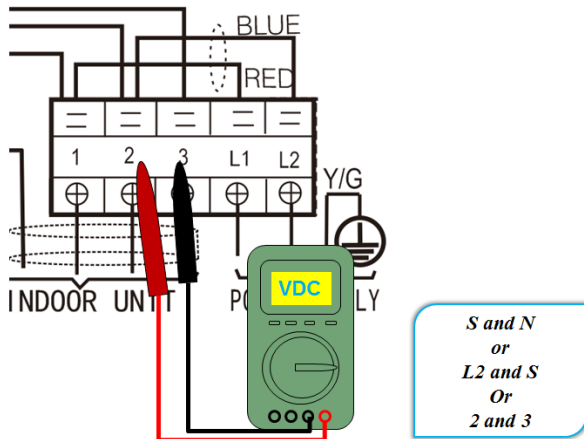 BLUE
RED
1 2 3 L1 L2
Y/G
INDOOR UNIT
VDC
S and N
or
L2 and S
Or
2 and 3